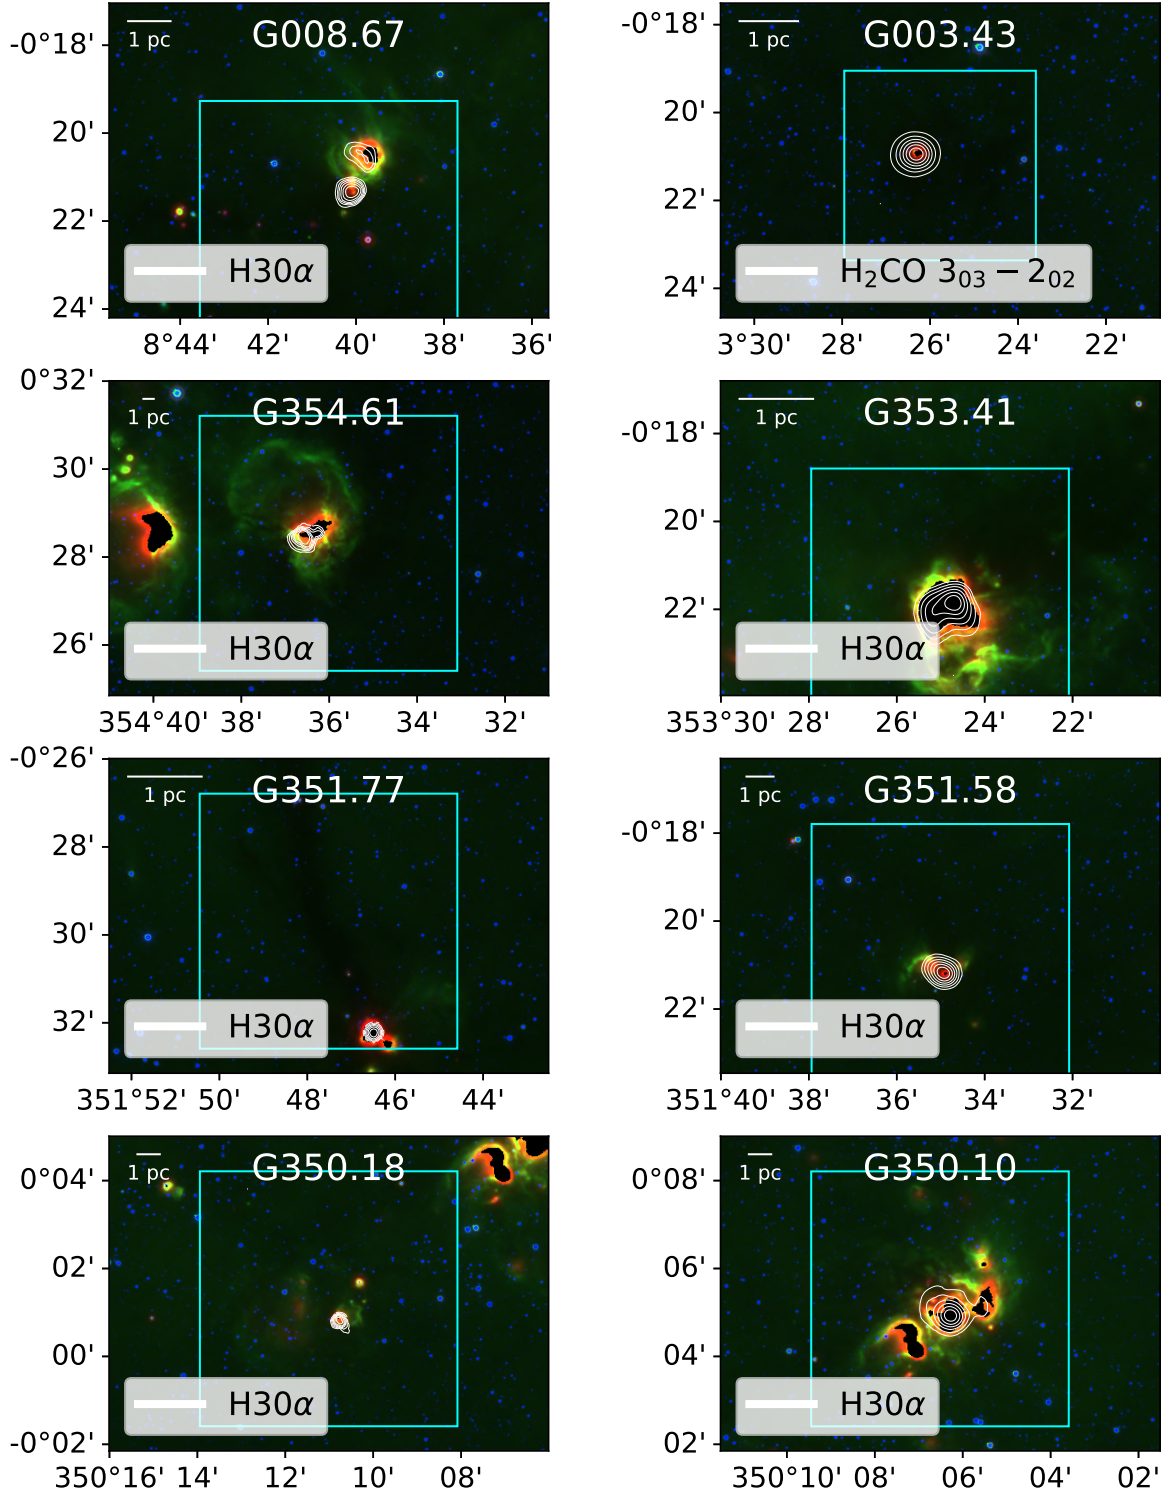 G008.67
1 pc
-0°18'
20'
22'
24'
H30α
8°44' 42' 40' 38' 36'
G003.43
1 pc
-0°18'
20'
22'
24'
H₂CO 3₀₃ − 2₀₂
3°30' 28' 26' 24' 22'
G354.61
1 pc
0°32'
30'
28'
26'
H30α
354°40' 38' 36' 34' 32'
G353.41
1 pc
-0°18'
20'
22'
H30α
353°30' 28' 26' 24' 22'
G351.77
1 pc
-0°26'
28'
30'
32'
H30α
351°52' 50' 48' 46' 44'
G351.58
1 pc
-0°18'
20'
22'
H30α
351°40' 38' 36' 34' 32'
G350.18
1 pc
0°04'
02'
00'
-0°02'
H30α
350°16' 14' 12' 10' 08'
G350.10
1 pc
0°08'
06'
04'
02'
H30α
350°10' 08' 06' 04' 02'